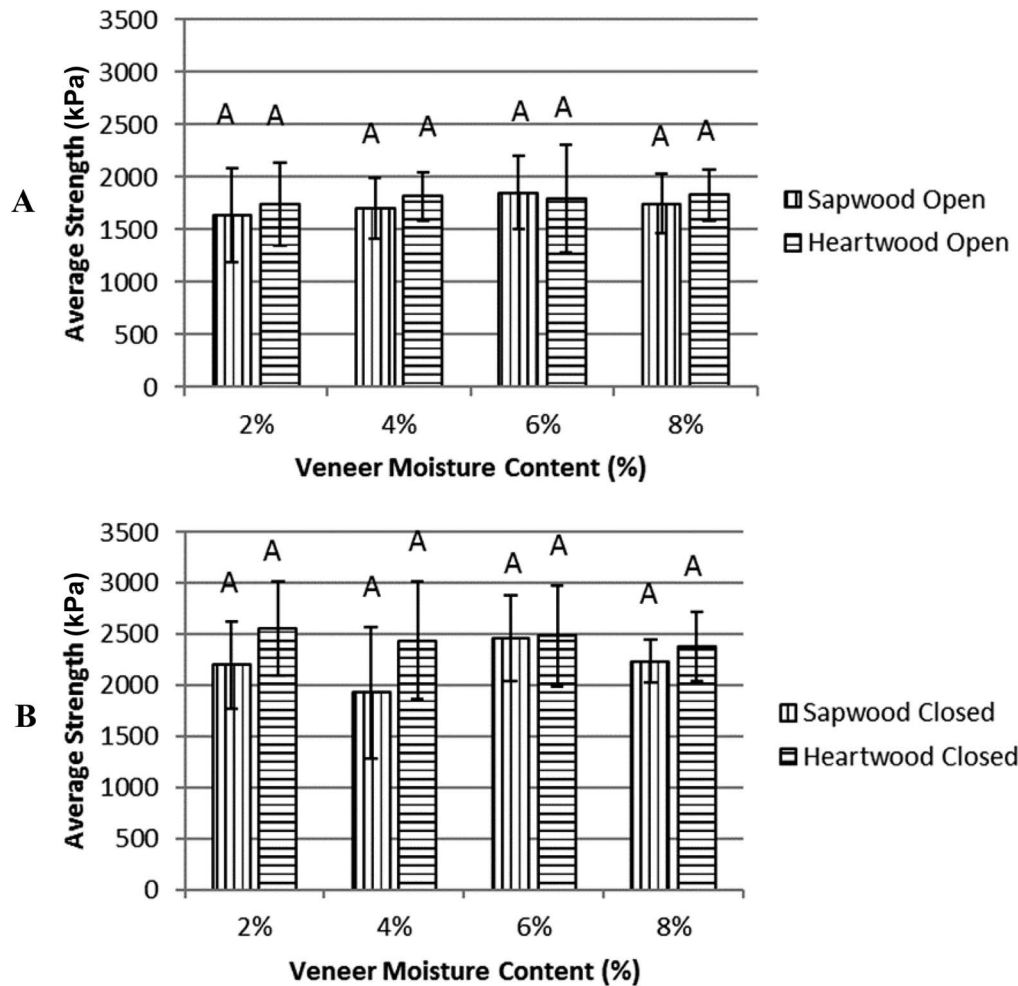 A
3500
3000
2500
2000
1500
1000
500
0
Average Strength (kPa)
A A A A A A A A
2% 4% 6% 8%
Veneer Moisture Content (%)
Sapwood Open
Heartwood Open
B
3500
3000
2500
2000
1500
1000
500
0
Average Strength (kPa)
A A A A A A A A
2% 4% 6% 8%
Veneer Moisture Content (%)
Sapwood Closed
Heartwood Closed